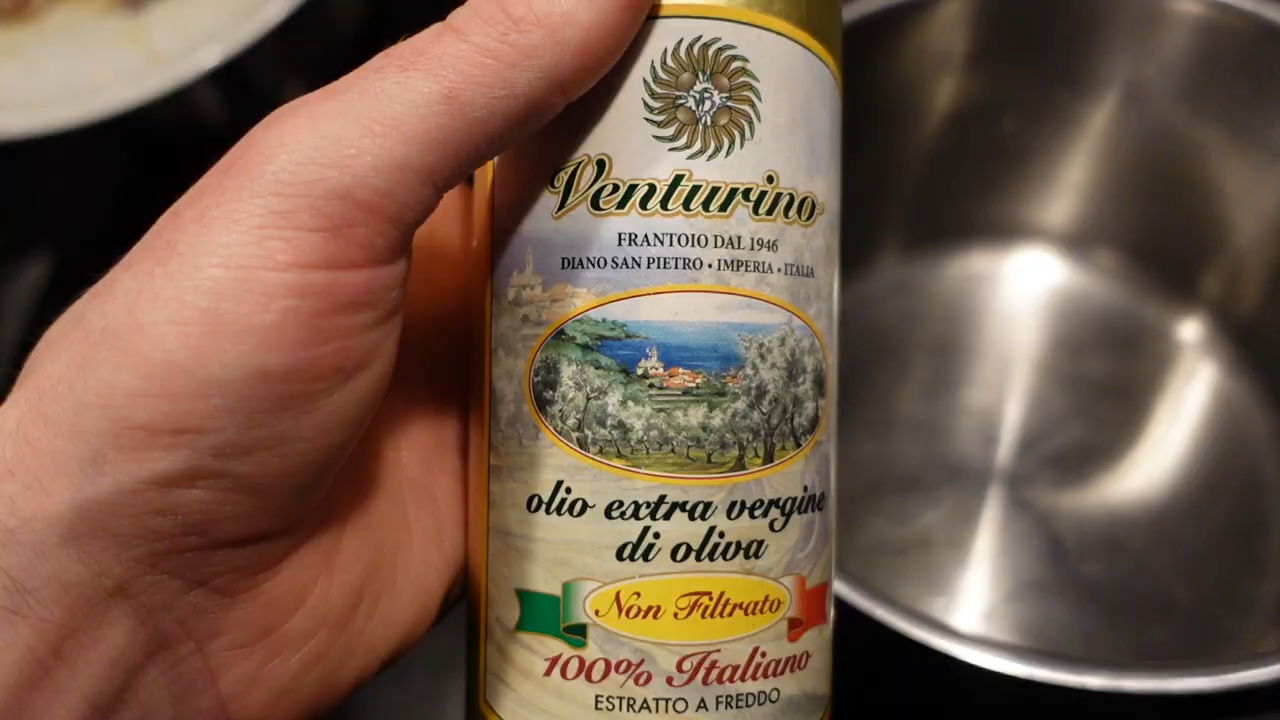 Venturino
FRANTOIO DAL 1946
DIANO SAN PIETRO • IMPERIA • ITALIA
olio extra vergine
di oliva
Non Filtrato
100% Italiano
ESTRATTO A FREDDO